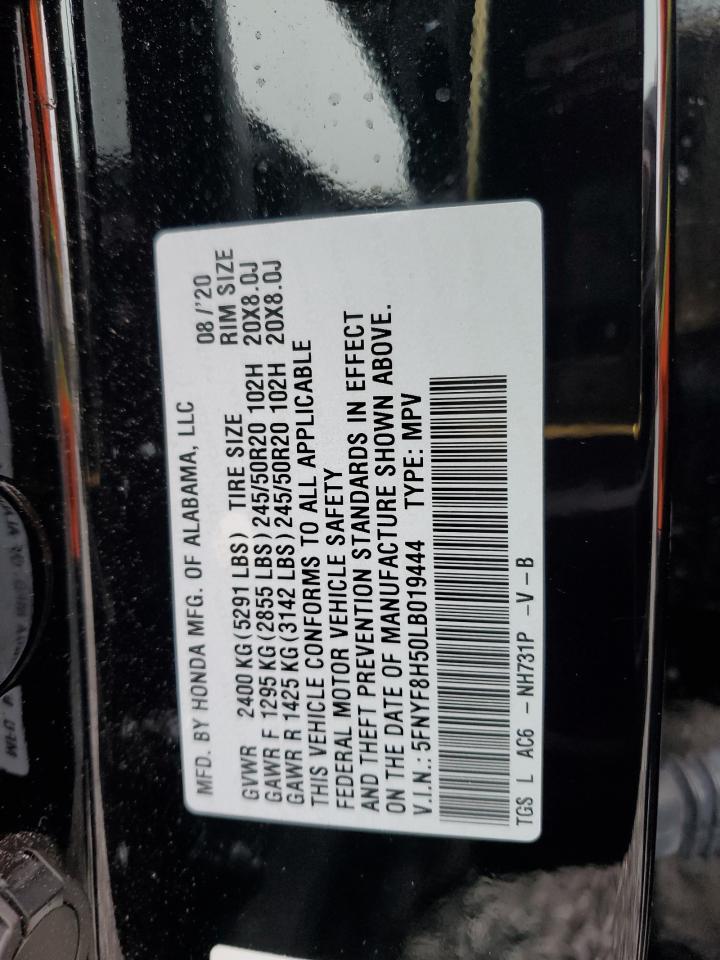 MFD. BY HONDA MFG. OF ALABAMA, LLC 08/'20
GVWR 2400 KG(5291 LBS) TIRE SIZE RIM SIZE
GAWR F 1295 KG(2855 LBS)245/50R20 102H 20X8.0J
GAWR R 1425 KG(3142 LBS)245/50R20 102H 20X8.0J
THIS VEHICLE CONFORMS TO ALL APPLICABLE
FEDERAL MOTOR VEHICLE SAFETY
AND THEFT PREVENTION STANDARDS IN EFFECT
ON THE DATE OF MANUFACTURE SHOWN ABOVE.
V.I.N.: 5FNYF8H50LB019444 TYPE: MPV
TGS L AC6 -NH731P -V-B